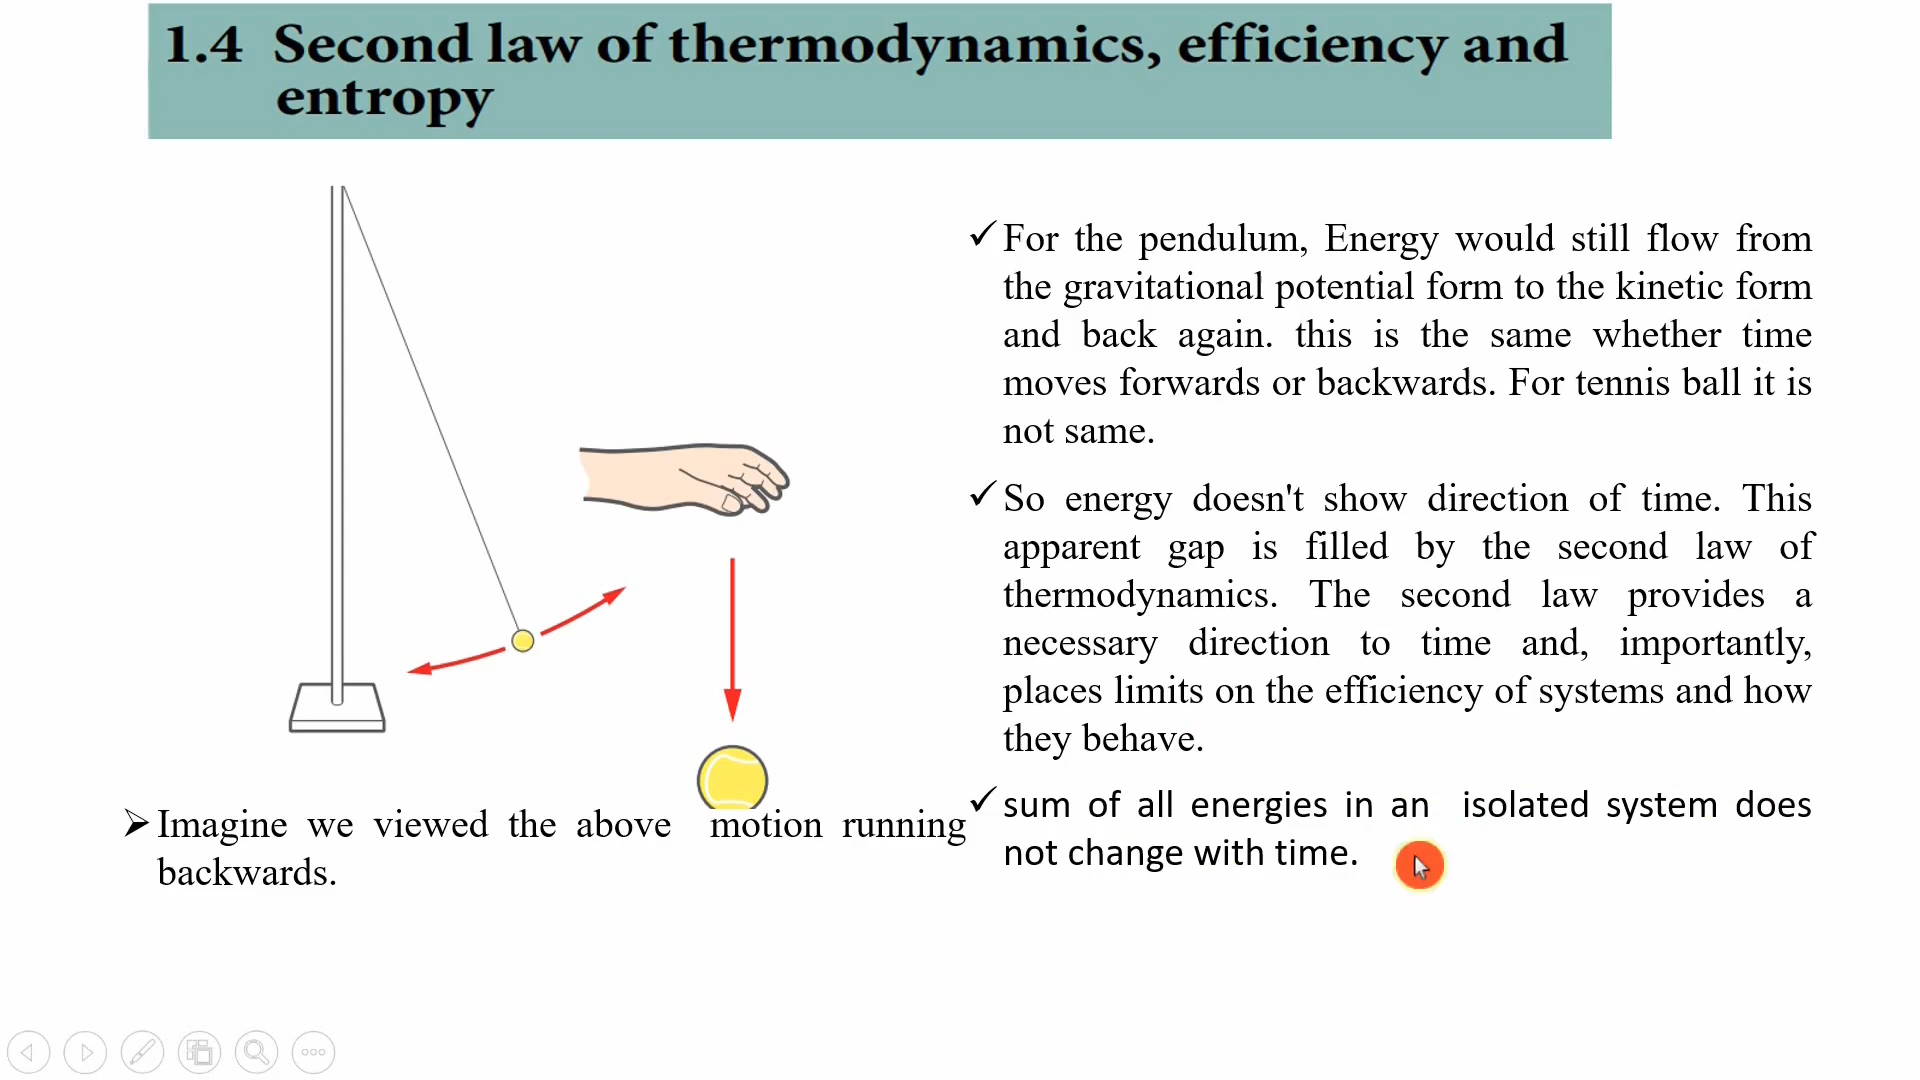 1.4 Second law of thermodynamics, efficiency and
entropy
✓For the pendulum, Energy would still flow from
the gravitational potential form to the kinetic form
and back again. this is the same whether time
moves forwards or backwards. For tennis ball it is
not same.
✓So energy doesn't show direction of time. This
apparent gap is filled by the second law of
thermodynamics. The second law provides a
necessary direction to time and, importantly,
places limits on the efficiency of systems and how
they behave.
✓sum of all energies in an isolated system does
not change with time.
➢Imagine we viewed the above motion running
backwards.